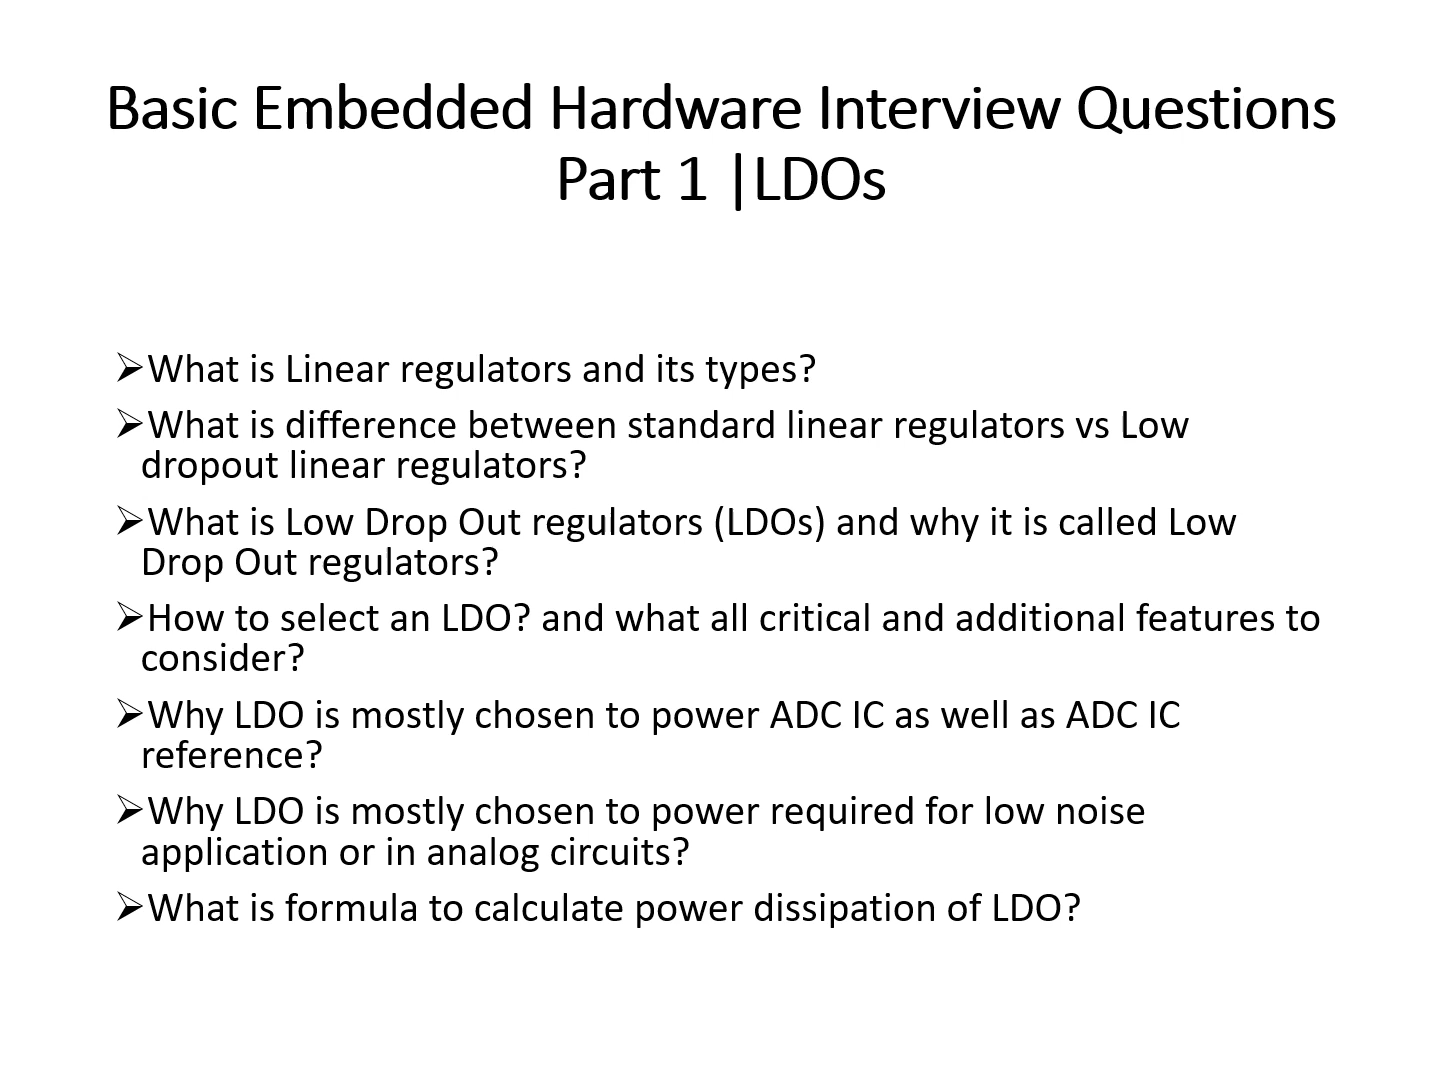 Basic Embedded Hardware Interview Questions
Part 1 |LDOs
➢What is Linear regulators and its types?
➢What is difference between standard linear regulators vs Low
dropout linear regulators?
➢What is Low Drop Out regulators (LDOs) and why it is called Low
Drop Out regulators?
➢How to select an LDO? and what all critical and additional features to
consider?
➢Why LDO is mostly chosen to power ADC IC as well as ADC IC
reference?
➢Why LDO is mostly chosen to power required for low noise
application or in analog circuits?
➢What is formula to calculate power dissipation of LDO?